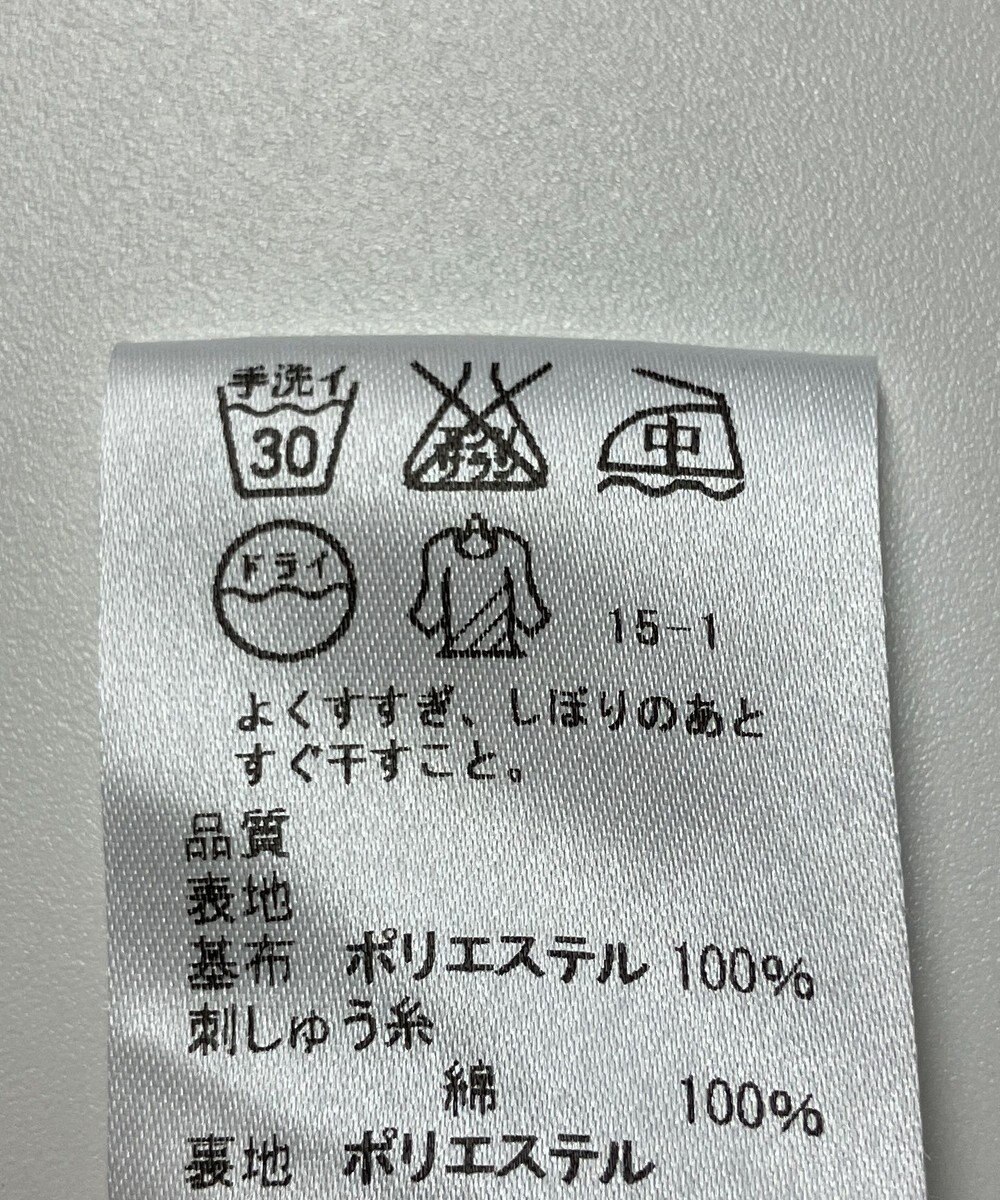 手洗イ
30
エンソ
サラシ
中
ドライ
15-1
よくすすぎ、しぼりのあと
すぐ干すこと。
品質
表地
基布 ポリエステル 100%
刺しゅう糸
綿 100%
裏地 ポリエステル